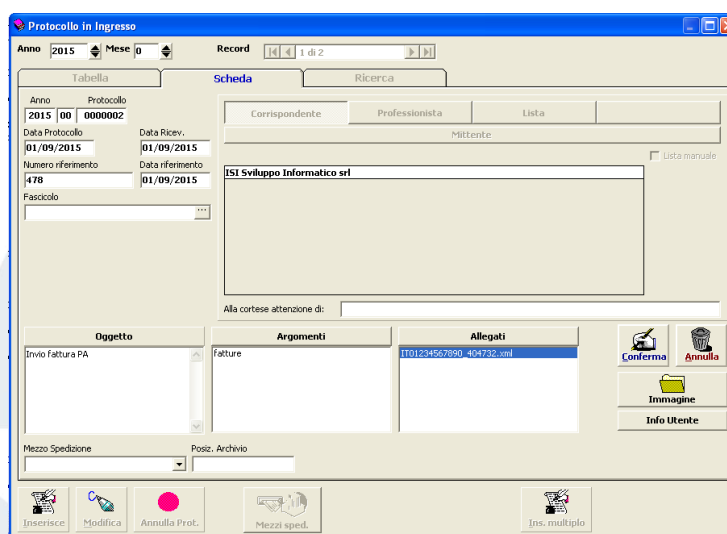 Protocollo in Ingresso
Anno 2015 Mese 0 Record 1 di 2
Tabella Scheda Ricerca
Anno Protocollo
2015 00 0000002
Data Protocollo Data Ricev.
01/09/2015 01/09/2015
Numero riferimento Data riferimento
478 01/09/2015
Fascicolo
...
Corrispondente Professionista Lista
Mittente
Lista manuale
ISI Sviluppo Informatico srl
Alla cortese attenzione di:
Oggetto Argomenti Allegati
Invio fattura PA fatture IT01234567890_404732.xml
Conferma Annulla
Immagine
Info Utente
Mezzo Spedizione Posiz. Archivio
Inserisce Modifica Annulla Prot. Mezzi sped. Ins. multiplo